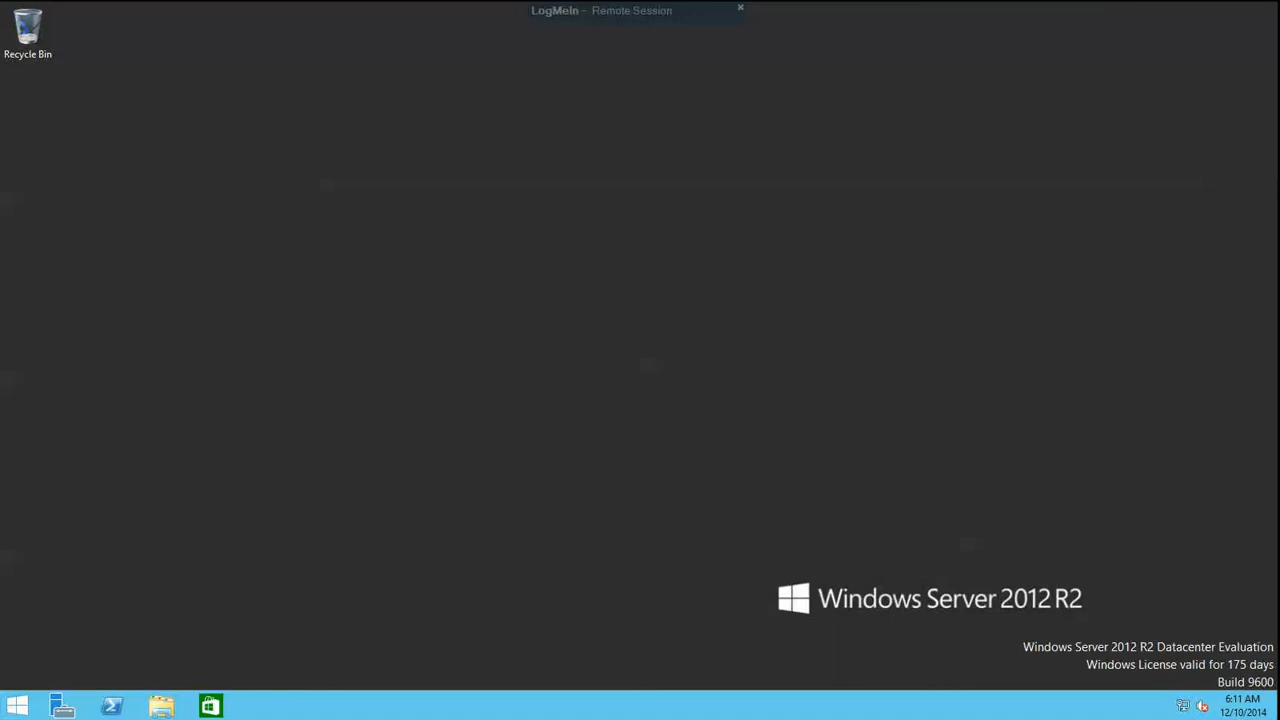 LogMeIn - Remote Session
Recycle Bin
Windows Server 2012 R2
Windows Server 2012 R2 Datacenter Evaluation
Windows License valid for 175 days
Build 9600
6:11 AM
12/10/2014